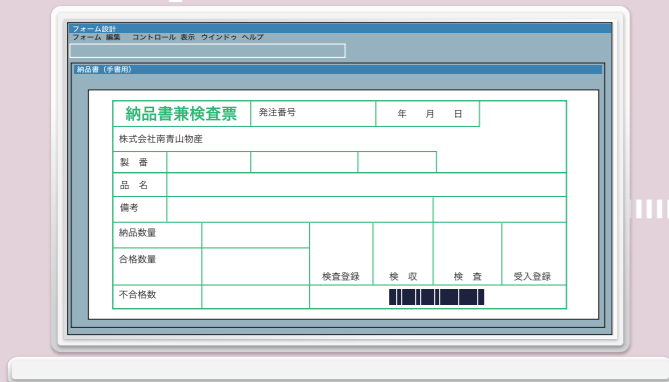 フォーム設計
フォーム 編集 コントロール 表示 ウインドゥ ヘルプ
納品書（手書用）
納品書兼検査票 発注番号 年 月 日
株式会社南青山物産
製 番
品 名
備考
納品数量
合格数量
検査登録 検 収 検 査 受入登録
不合格数